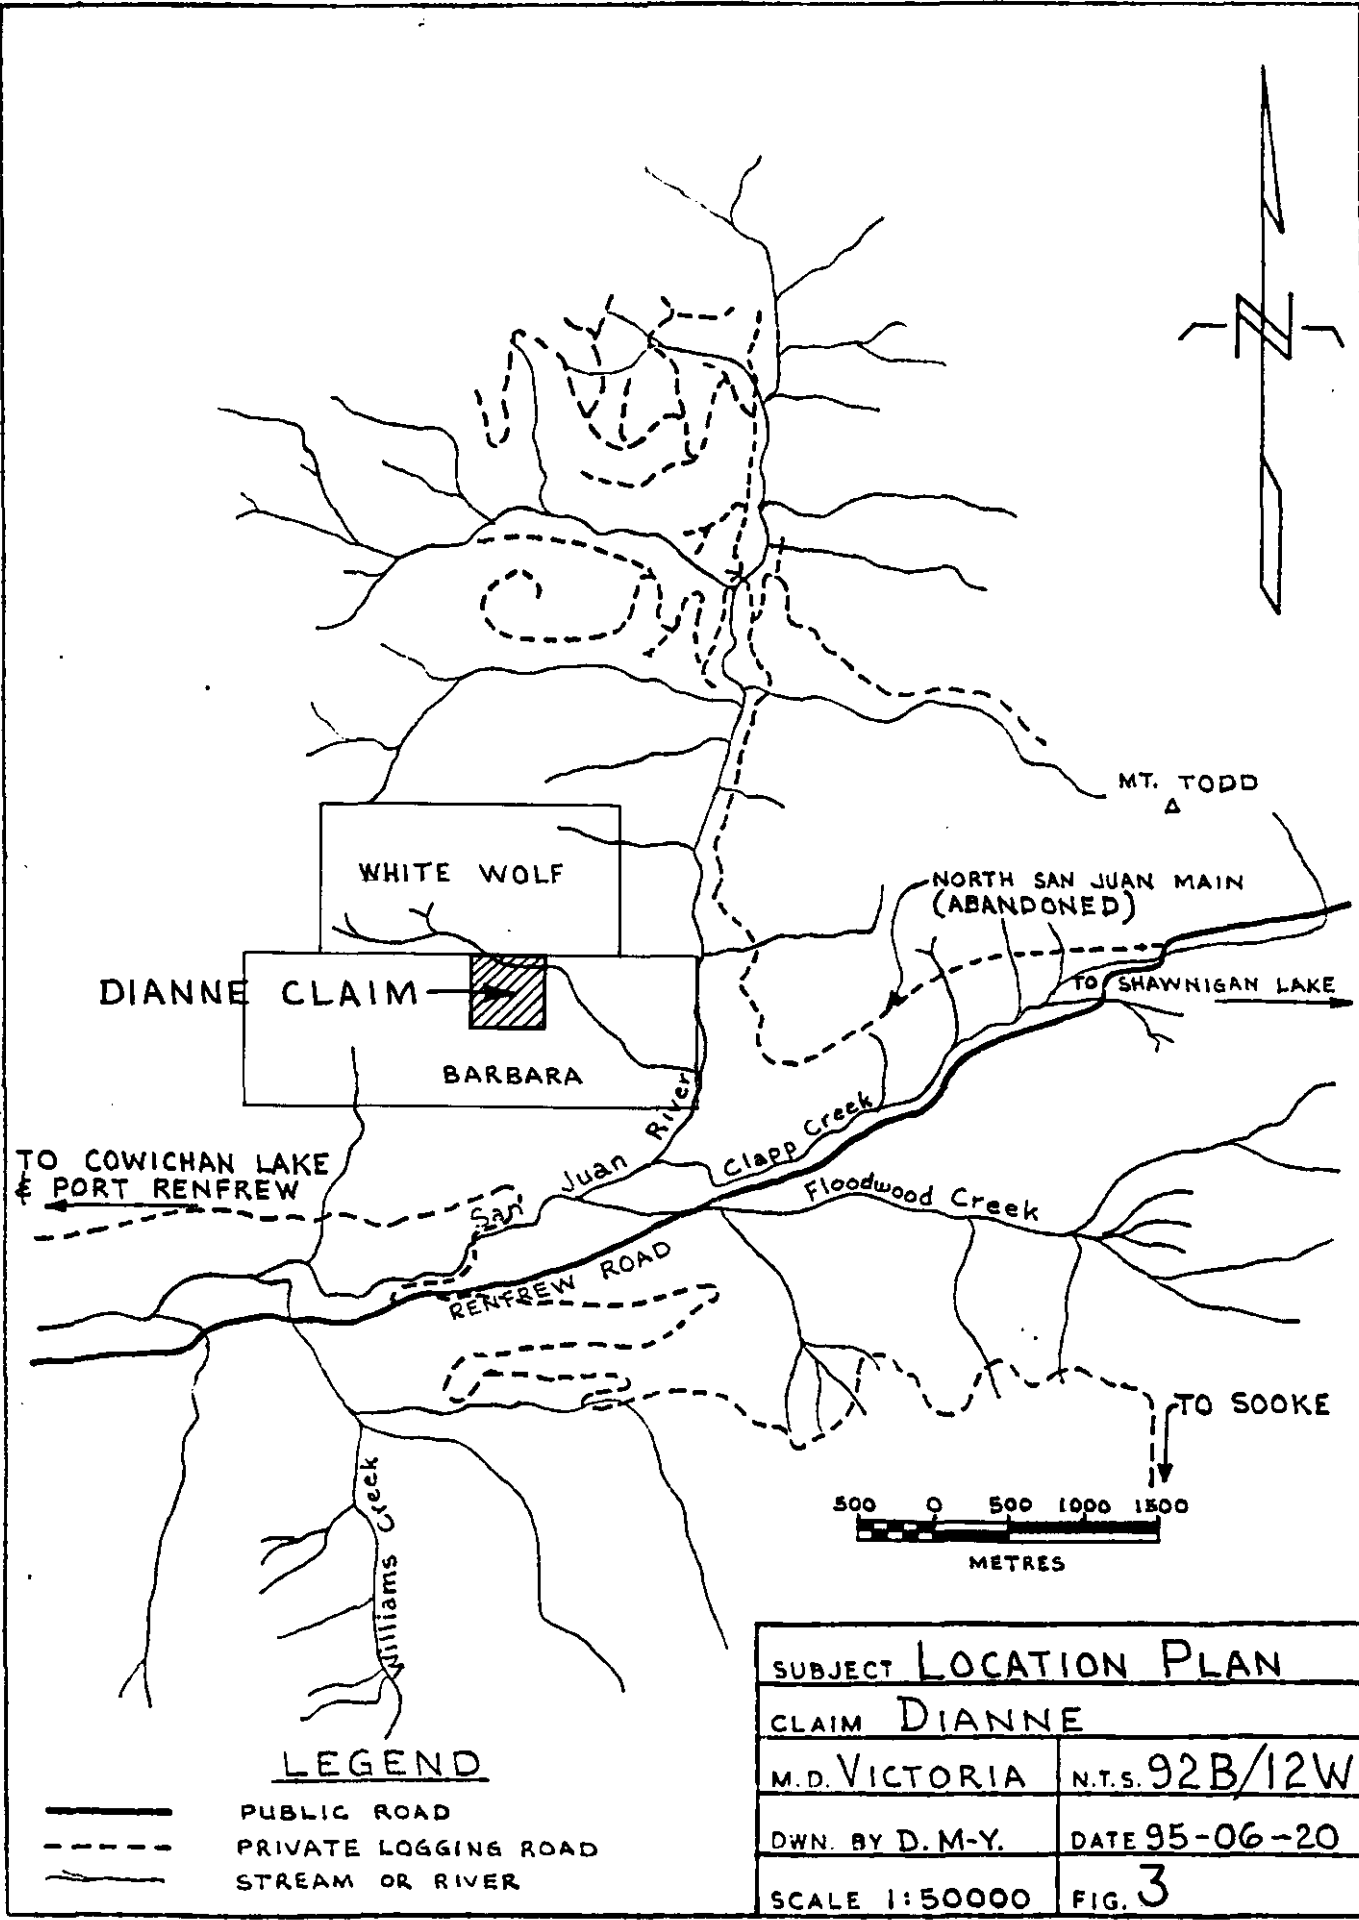 N
MT. TODD
WHITE WOLF
NORTH SAN JUAN MAIN
(ABANDONED)
DIANNE CLAIM
TO SHAWNIGAN LAKE
BARBARA
San Juan River
Clapp Creek
TO COWICHAN LAKE
& PORT RENFREW
Floodwood Creek
RENFREW ROAD
TO SOOKE
Williams Creek
500 0 500 1000 1500
METRES
LEGEND
PUBLIC ROAD
PRIVATE LOGGING ROAD
STREAM OR RIVER
SUBJECT LOCATION PLAN
CLAIM DIANNE
M.D. VICTORIA
N.T.S. 92B/12W
DWN. BY D. M-Y.
DATE 95-06-20
SCALE 1:50000
FIG. 3